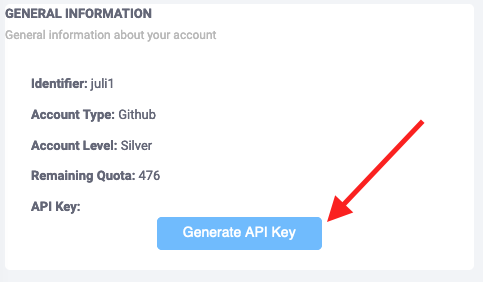 GENERAL INFORMATION
General information about your account
Identifier: juli1
Account Type: Github
Account Level: Silver
Remaining Quota: 476
API Key:
Generate API Key